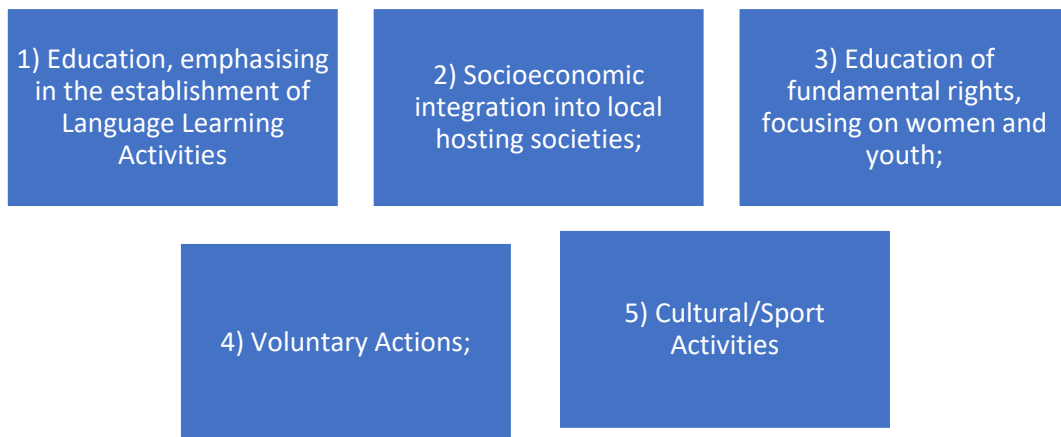 1) Education, emphasising
in the establishment of
Language Learning
Activities
2) Socioeconomic
integration into local
hosting societies;
3) Education of
fundamental rights,
focusing on women and
youth;
4) Voluntary Actions;
5) Cultural/Sport
Activities